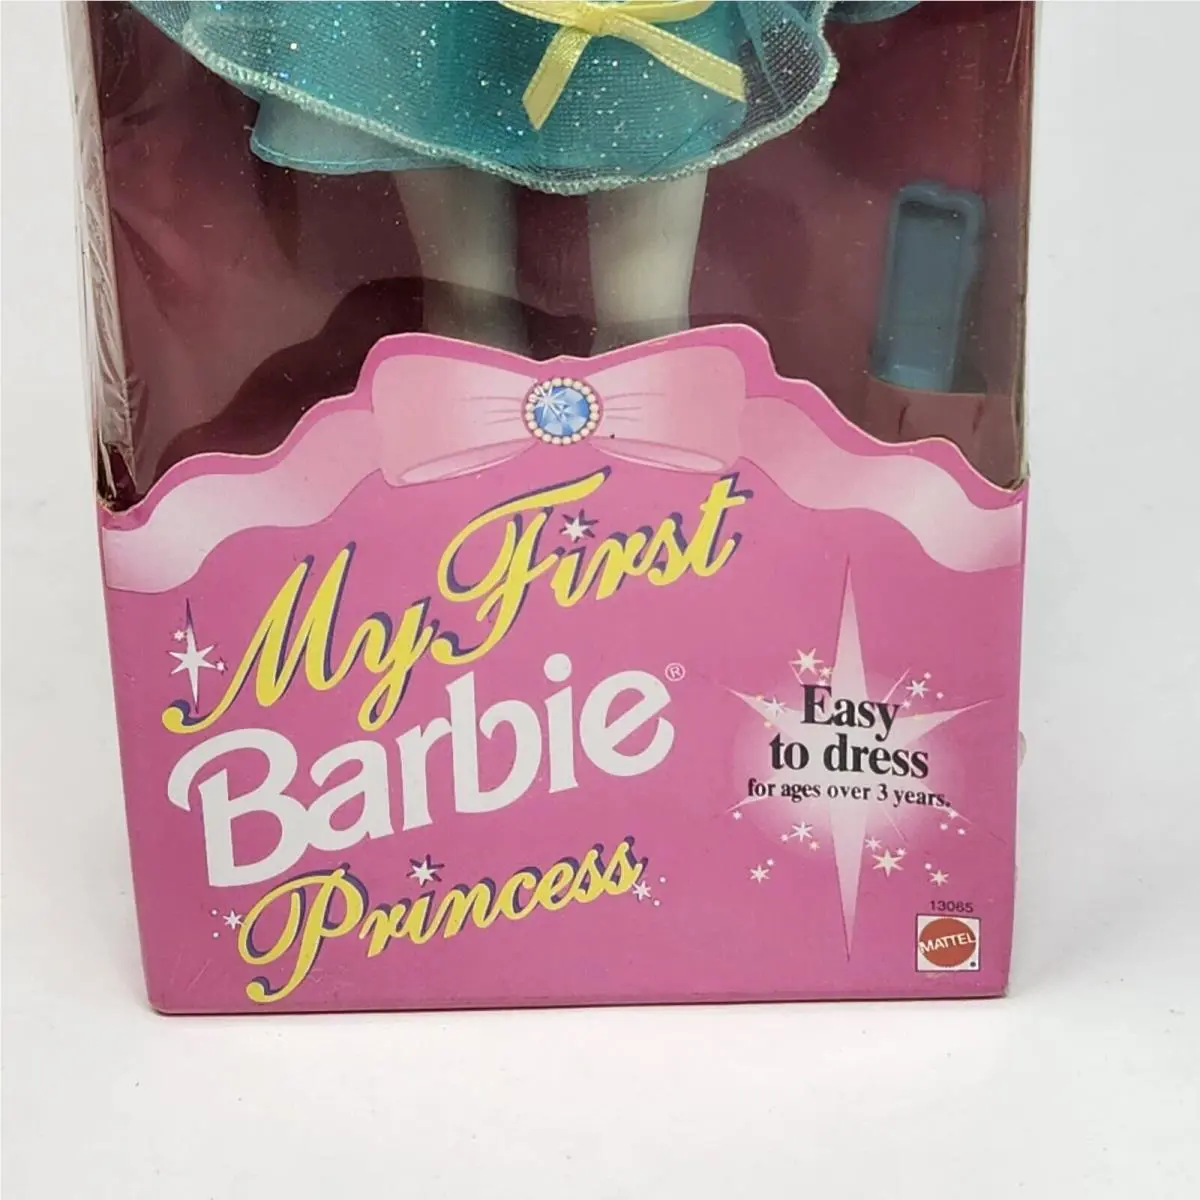 My First
Barbie®
Princess
Easy
to dress
for ages over 3 years.
13065
MATTEL